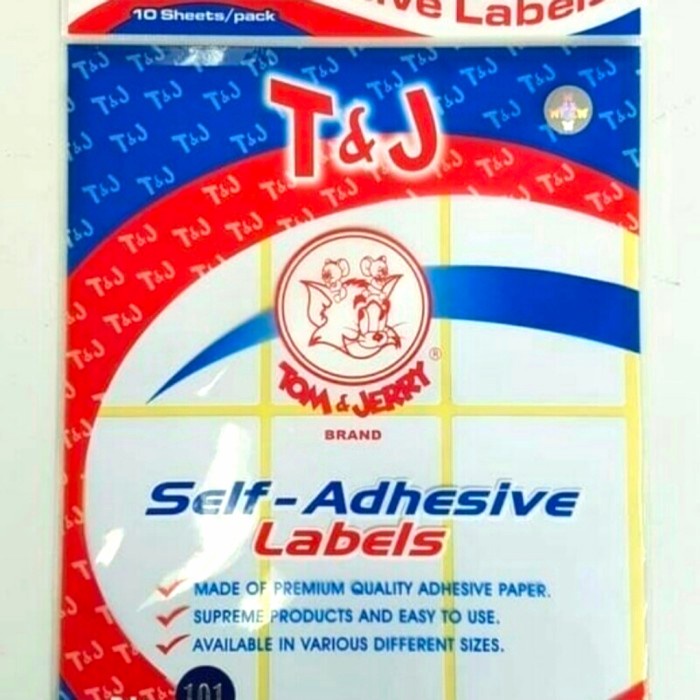 10 Sheets/pack
Labels
T&J
TOM & JERRY
®
BRAND
Self-Adhesive
Labels
MADE OF PREMIUM QUALITY ADHESIVE PAPER.
SUPREME PRODUCTS AND EASY TO USE.
AVAILABLE IN VARIOUS DIFFERENT SIZES.
101